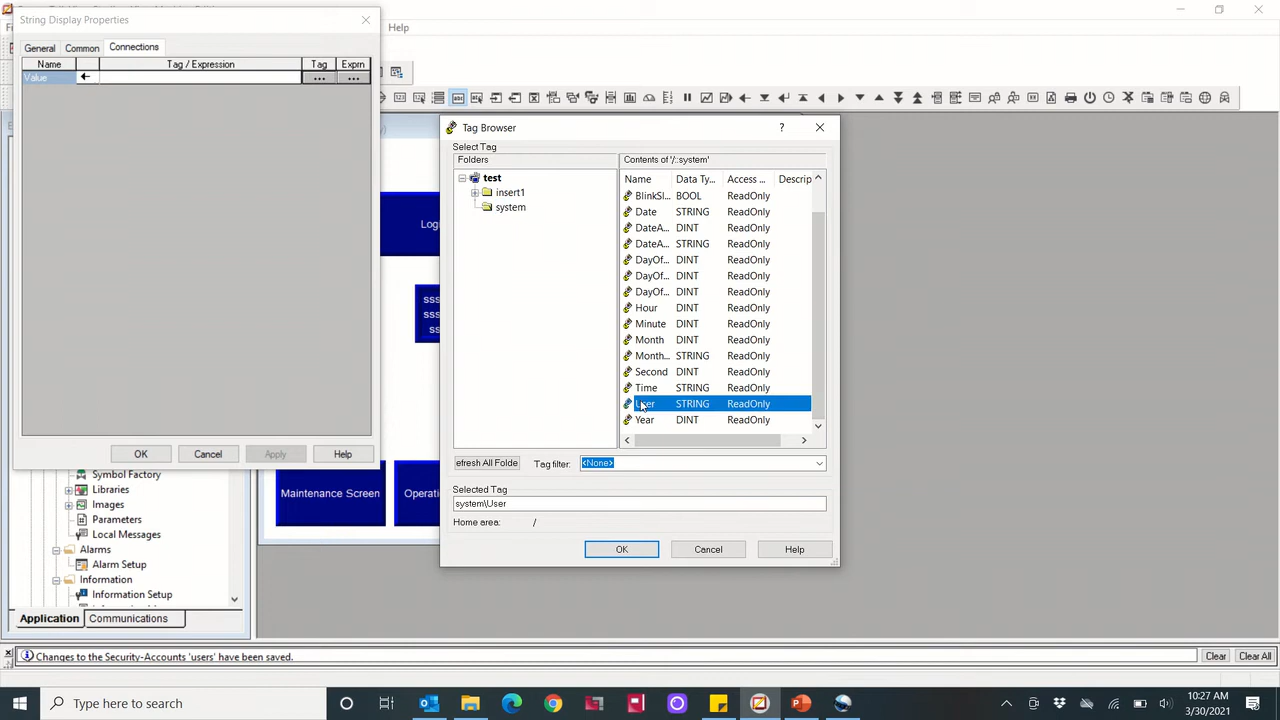 Help
String Display Properties
General
Common
Connections
Name
Tag / Expression
Tag
Exprn
Value
...
...
OK
Cancel
Apply
Help
Tag Browser
?
Select Tag
Folders
Contents of '/::system'
test
insert1
system
Name Data Ty... Access ... Descrip
BlinkSl... BOOL ReadOnly
Date STRING ReadOnly
DateA... DINT ReadOnly
DateA... STRING ReadOnly
DayOf... DINT ReadOnly
DayOf... DINT ReadOnly
DayOf... DINT ReadOnly
Hour DINT ReadOnly
Minute DINT ReadOnly
Month DINT ReadOnly
Month... STRING ReadOnly
Second DINT ReadOnly
Time STRING ReadOnly
User STRING ReadOnly
Year DINT ReadOnly
efresh All Folde
Tag filter: <None>
Selected Tag
system\User
Home area: /
OK
Cancel
Help
Logi
sss
sss
ss
Maintenance Screen
Operati
Symbol Factory
Libraries
Images
Parameters
Local Messages
Alarms
Alarm Setup
Information
Information Setup
Application
Communications
Changes to the Security-Accounts 'users' have been saved.
Clear
Clear All
Type here to search
10:27 AM
3/30/2021